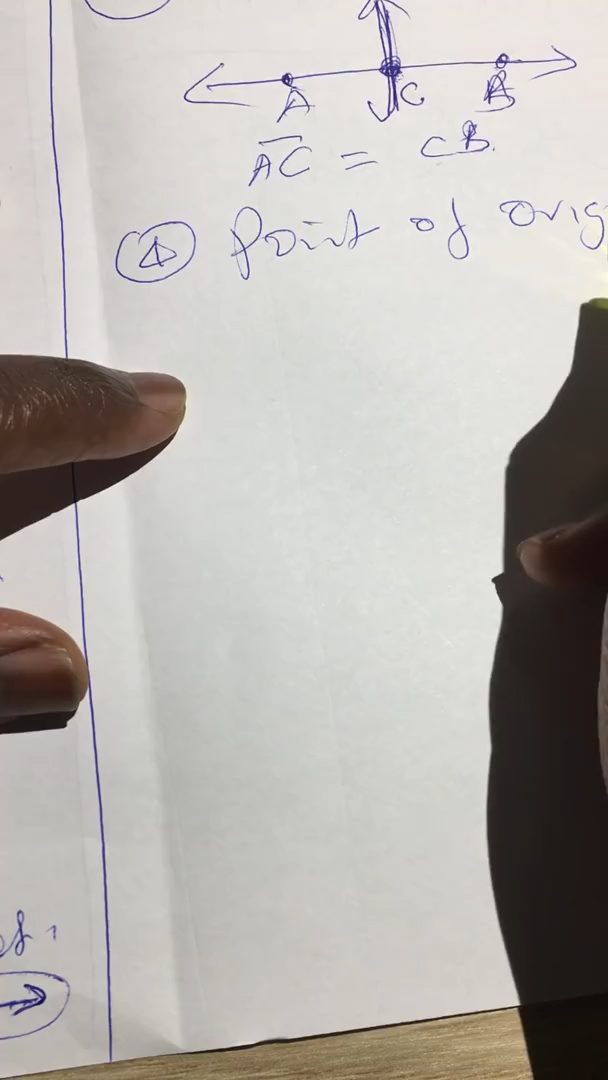 A C B
AC = CB.
④ Point of orig